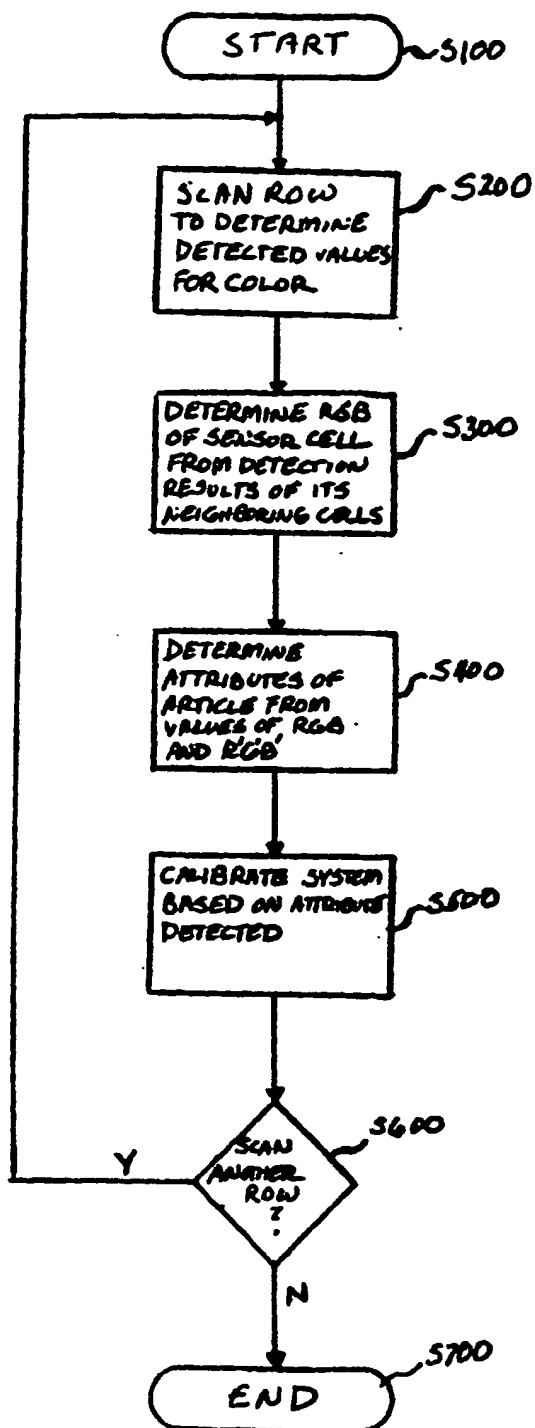 START
S100
SCAN ROW
TO DETERMINE
DETECTED VALUES
FOR COLOR
S200
DETERMINE RGB
OF SENSOR CELL
FROM DETECTION
RESULTS OF ITS
NEIGHBORING CELLS
S300
DETERMINE
ATTRIBUTES OF
ARTICLE FROM
VALUES OF, RGB
AND R'G'B'
S400
CALIBRATE SYSTEM
BASED ON ATTRIBUTE
DETECTED
S500
SCAN
ANOTHER
ROW
?
S600
Y
N
END
S700